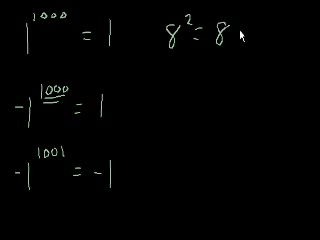 1^1000 = 1
8^2 = 8
-1^1000 = 1
-1^1001 = -1